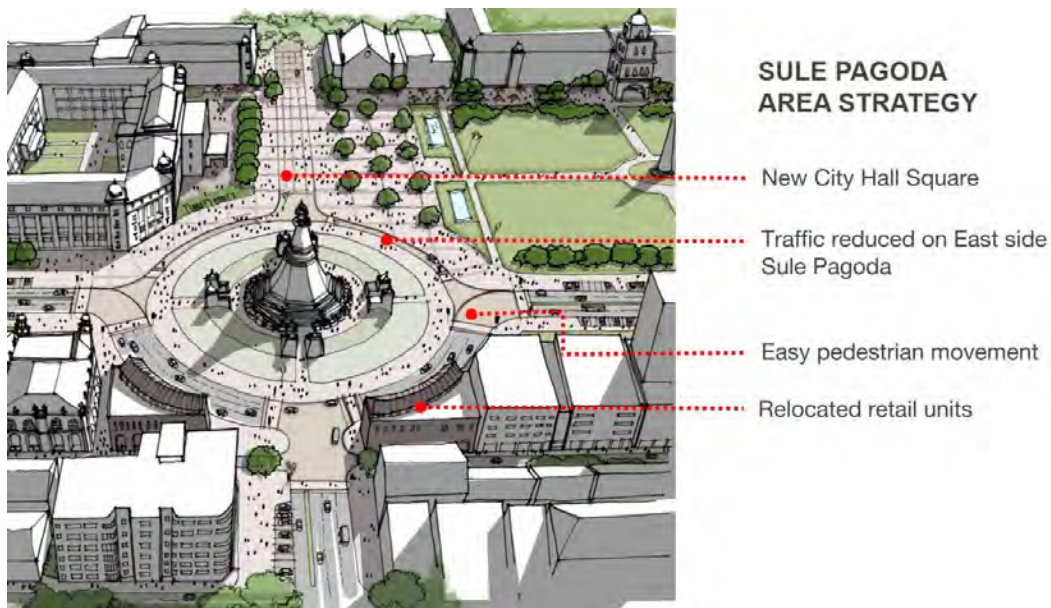 SULE PAGODA
AREA STRATEGY
New City Hall Square
Traffic reduced on East side
Sule Pagoda
Easy pedestrian movement
Relocated retail units